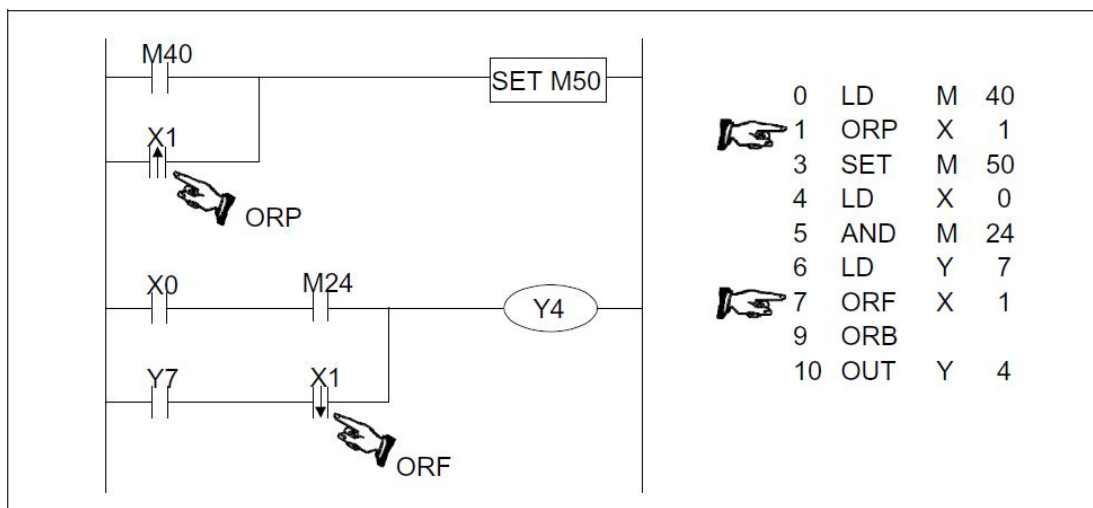 M40
SET M50
X1
ORP
X0 M24
Y4
Y7 X1
ORF
0 LD M 40
1 ORP X 1
3 SET M 50
4 LD X 0
5 AND M 24
6 LD Y 7
7 ORF X 1
9 ORB
10 OUT Y 4